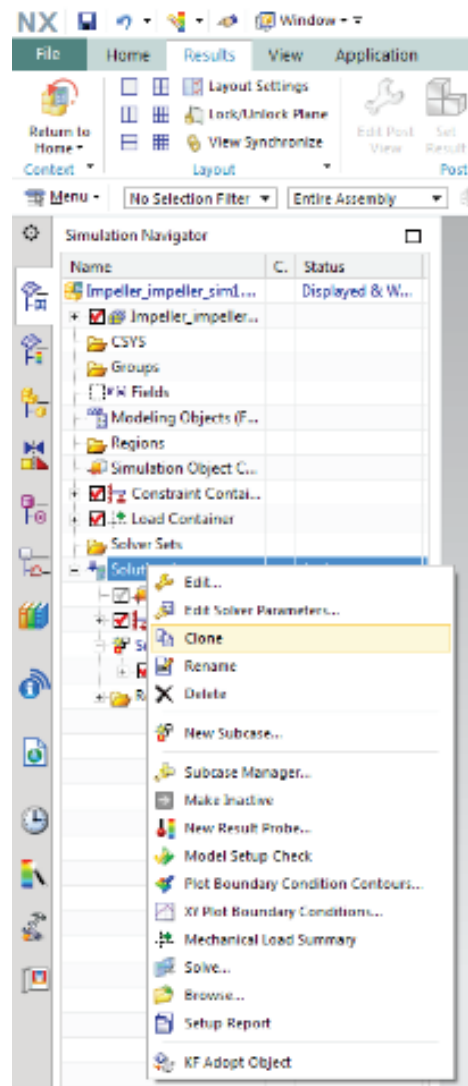 NX Window
File Home Results View Application
Layout Settings
Lock/Unlock Plane
View Synchronize
Return to Home
Edit Post View
Set Result
Context Layout Post
Menu No Selection Filter Entire Assembly
Simulation Navigator
Name C. Status
Impeller_impeller_sim1... Displayed & W...
Impeller_impeller...
CSYS
Groups
Fields
Modeling Objects (F...
Regions
Simulation Object C...
Constraint Contai...
Load Container
Solver Sets
Soluti
Edit...
Edit Solver Parameters...
Clone
Rename
S
Delete
R
New Subcase...
Subcase Manager...
Make Inactive
New Result Probe...
Model Setup Check
Plot Boundary Condition Contours...
XY Plot Boundary Conditions...
Mechanical Load Summary
Solve...
Browse...
Setup Report
KF Adopt Object